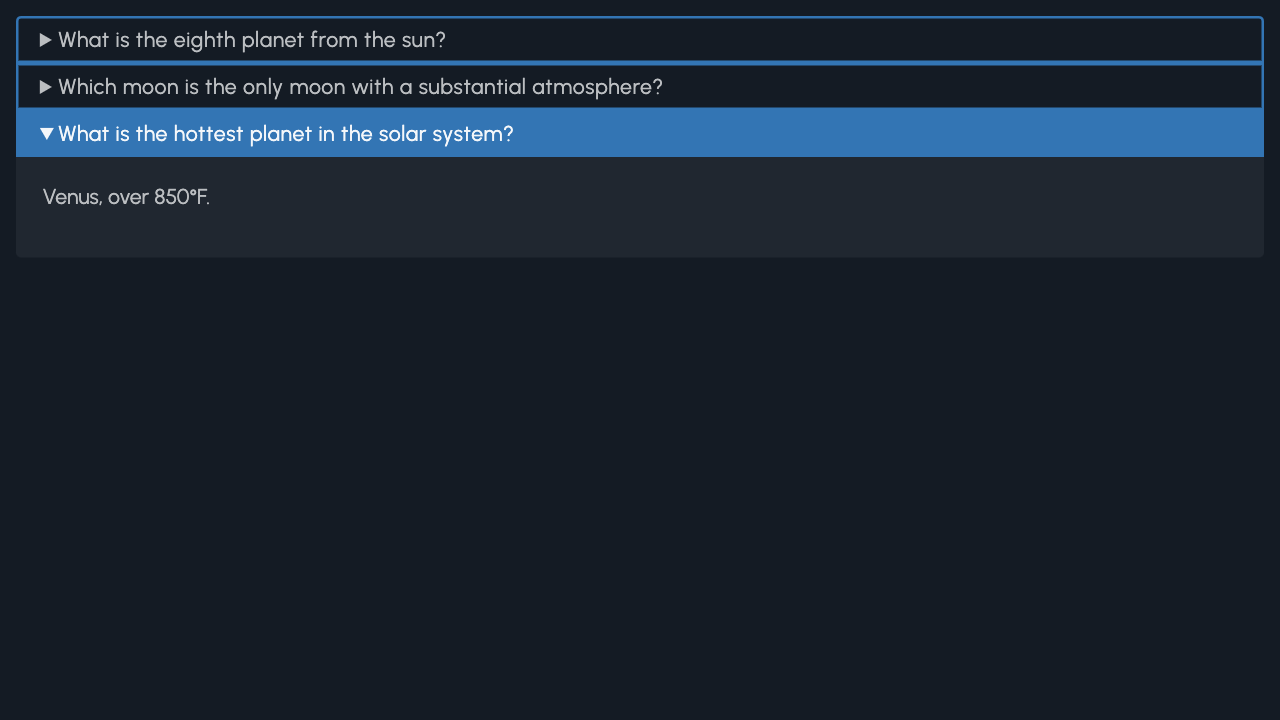 What is the eighth planet from the sun?
Which moon is the only moon with a substantial atmosphere?
What is the hottest planet in the solar system?
Venus, over 850°F.